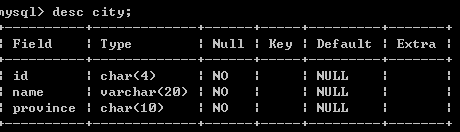 mysql> desc city;
+----------+-------------+------+-----+---------+-------+
| Field    | Type        | Null | Key | Default | Extra |
+----------+-------------+------+-----+---------+-------+
| id       | char(4)     | NO   |     | NULL    |       |
| name     | varchar(20) | NO   |     | NULL    |       |
| province | char(10)    | NO   |     | NULL    |       |
+----------+-------------+------+-----+---------+-------+